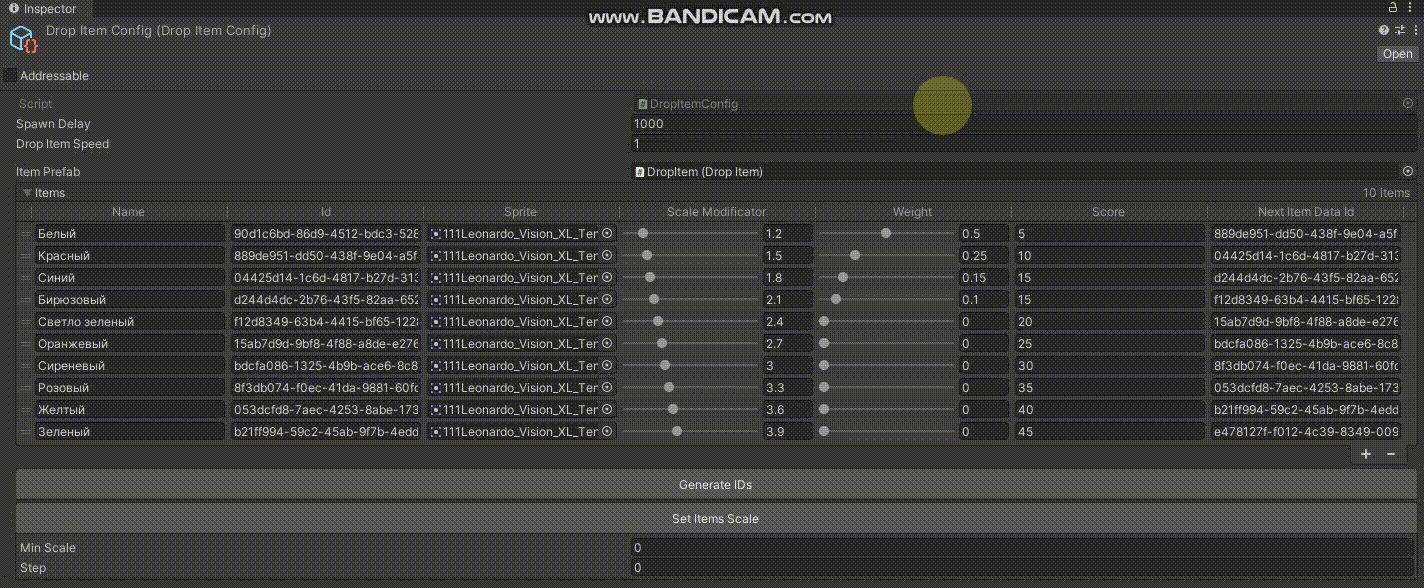 Inspector
www.BANDICAM.com
Drop Item Config (Drop Item Config)
Open
Addressable
Script DropItemConfig
Spawn Delay 1000
Drop Item Speed 1
Item Prefab DropItem (Drop Item)
Items 10 items
Name Id Sprite Scale Modificator Weight Score Next Item Data Id
Белый 90d1c6bd-86d9-4512-bdc3-528 111Leonardo_Vision_XL_Ter 1.2 0.5 5 889de951-dd50-438f-9e04-a5f
Красный 889de951-dd50-438f-9e04-a5f 111Leonardo_Vision_XL_Ter 1.5 0.25 10 04425d14-1c6d-4817-b27d-313
Синий 04425d14-1c6d-4817-b27d-313 111Leonardo_Vision_XL_Ter 1.8 0.15 15 d244d4dc-2b76-43f5-82aa-652
Бирюзовый d244d4dc-2b76-43f5-82aa-652 111Leonardo_Vision_XL_Ter 2.1 0.1 15 f12d8349-63b4-4415-bf65-1228
Светло зеленый f12d8349-63b4-4415-bf65-1228 111Leonardo_Vision_XL_Ter 2.4 0 20 15ab7d9d-9bf8-4f88-a8de-e276
Оранжевый 15ab7d9d-9bf8-4f88-a8de-e276 111Leonardo_Vision_XL_Ter 2.7 0 25 bdcfa086-1325-4b9b-ace6-8c8
Сиреневый bdcfa086-1325-4b9b-ace6-8c8 111Leonardo_Vision_XL_Ter 3 0 30 8f3db074-f0ec-41da-9881-60fc
Розовый 8f3db074-f0ec-41da-9881-60fc 111Leonardo_Vision_XL_Ter 3.3 0 35 053dcfd8-7aec-4253-8abe-173
Желтый 053dcfd8-7aec-4253-8abe-173 111Leonardo_Vision_XL_Ter 3.6 0 40 b21ff994-59c2-45ab-9f7b-4edd
Зеленый b21ff994-59c2-45ab-9f7b-4edd 111Leonardo_Vision_XL_Ter 3.9 0 45 e478127f-f012-4c39-8349-009
Generate IDs
Set Items Scale
Min Scale 0
Step 0